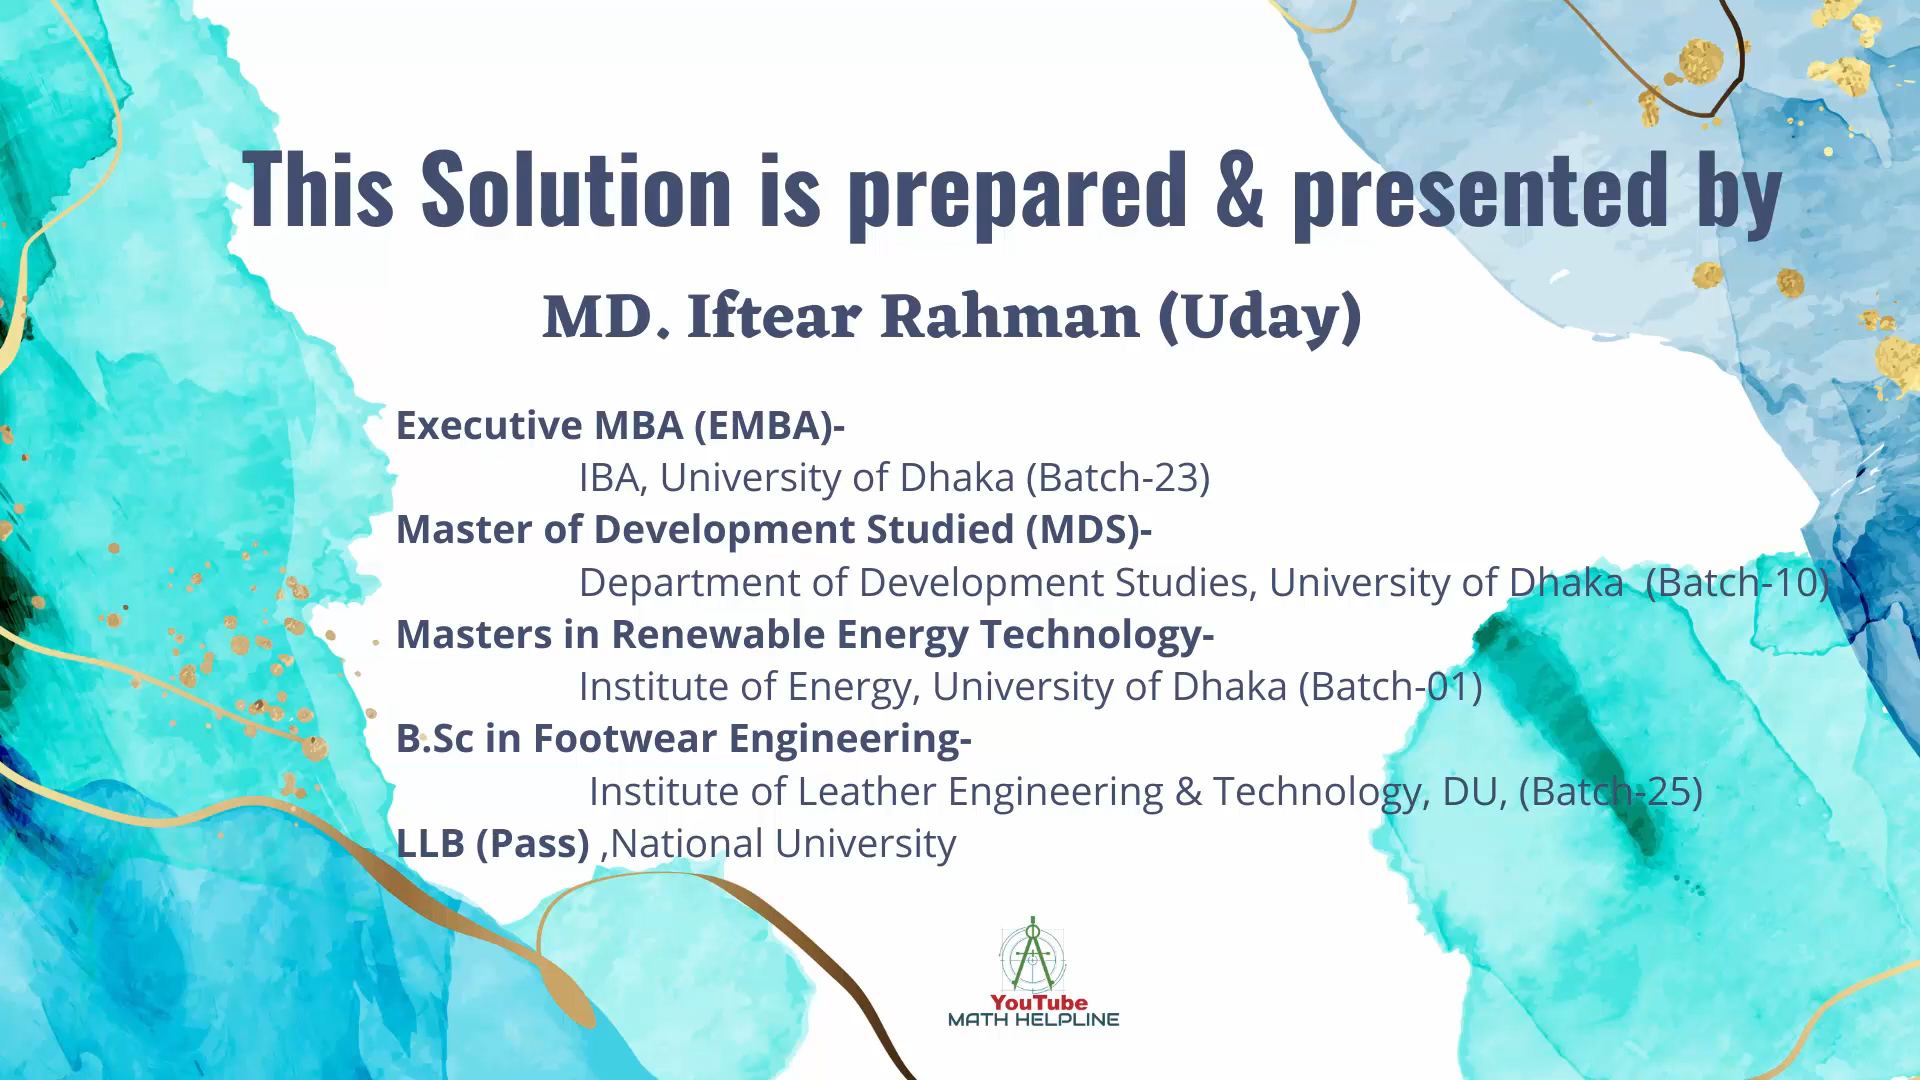 This Solution is prepared & presented by
MD. Iftear Rahman (Uday)
Executive MBA (EMBA)-
IBA, University of Dhaka (Batch-23)
Master of Development Studied (MDS)-
Department of Development Studies, University of Dhaka (Batch-10)
Masters in Renewable Energy Technology-
Institute of Energy, University of Dhaka (Batch-01)
B.Sc in Footwear Engineering-
Institute of Leather Engineering & Technology, DU, (Batch-25)
LLB (Pass) ,National University
YouTube
MATH HELPLINE